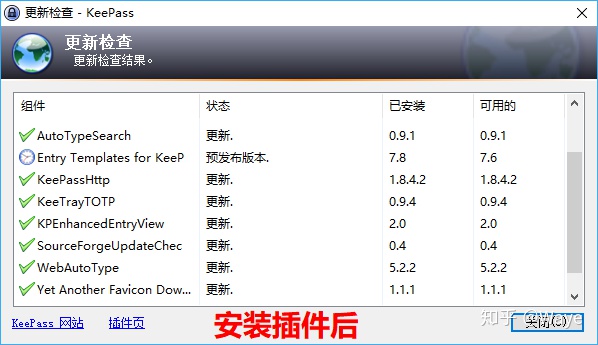 更新检查 - KeePass
更新检查
更新检查结果。
组件 状态 已安装 可用的
AutoTypeSearch 更新. 0.9.1 0.9.1
Entry Templates for KeeP 预发布版本. 7.8 7.6
KeePassHttp 更新. 1.8.4.2 1.8.4.2
KeeTrayTOTP 更新. 0.9.4 0.9.4
KPEnhancedEntryView 更新. 2.0 2.0
SourceForgeUpdateChec 更新. 0.4 0.4
WebAutoType 更新. 5.2.2 5.2.2
Yet Another Favicon Dow... 更新. 1.1.1 1.1.1
KeePass 网站 插件页 安装插件后 关闭(C)